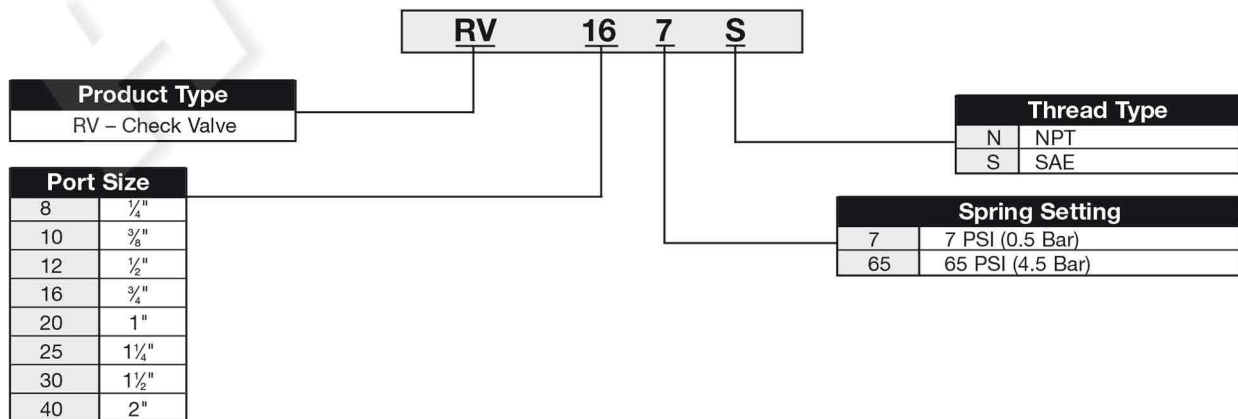 RV 16 7 S
Product Type
RV – Check Valve
Port Size
8 ¼"
10 ⅜"
12 ½"
16 ¾"
20 1"
25 1¼"
30 1½"
40 2"
Thread Type
N NPT
S SAE
Spring Setting
7 7 PSI (0.5 Bar)
65 65 PSI (4.5 Bar)